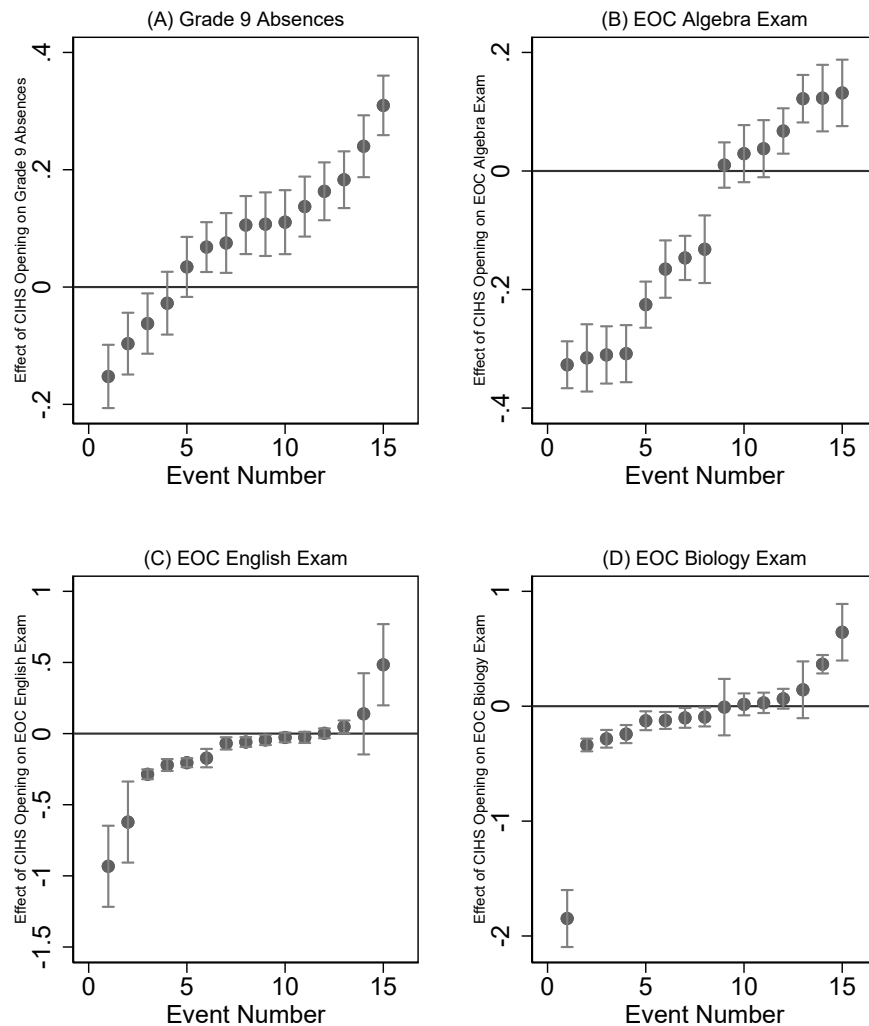 (A) Grade 9 Absences
Effect of CIHS Opening on Grade 9 Absences
.4
.2
0
-.2
0 5 10 15
Event Number
(B) EOC Algebra Exam
Effect of CIHS Opening on EOC Algebra Exam
.2
0
-.2
-.4
0 5 10 15
Event Number
(C) EOC English Exam
Effect of CIHS Opening on EOC English Exam
1
.5
0
-.5
-1
-1.5
0 5 10 15
Event Number
(D) EOC Biology Exam
Effect of CIHS Opening on EOC Biology Exam
1
0
-1
-2
0 5 10 15
Event Number